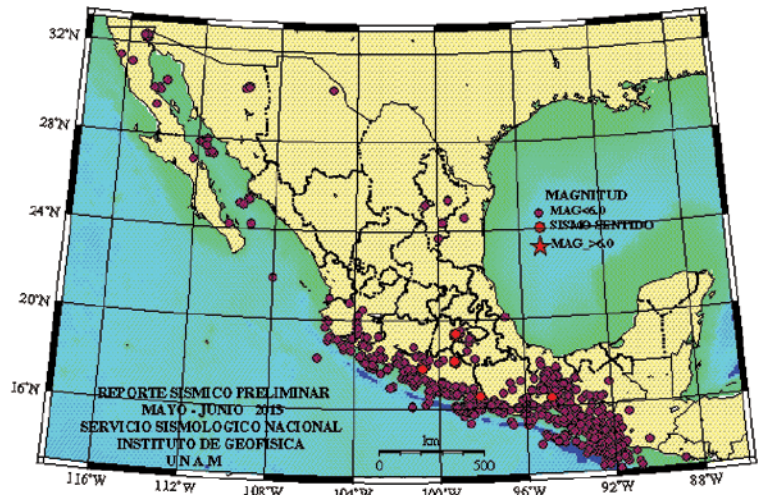 32°N
28°N
24°N
20°N
16°N
MAGNITUD
MAG<6.0
SISMO SENTIDO
MAG_>6.0
REPORTE SISMICO PRELIMINAR
MAYO - JUNIO 2015
SERVICIO SISMOLOGICO NACIONAL
INSTITUTO DE GEOFISICA
U N A M
km
0 500
116°W 112°W 108°W 104°W 100°W 96°W 92°W 88°W